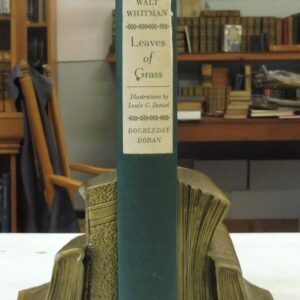 WALT
WHITMAN
Leaves
of
Grass
Illustrations by
Lewis C. Daniel
DOUBLEDAY
DORAN